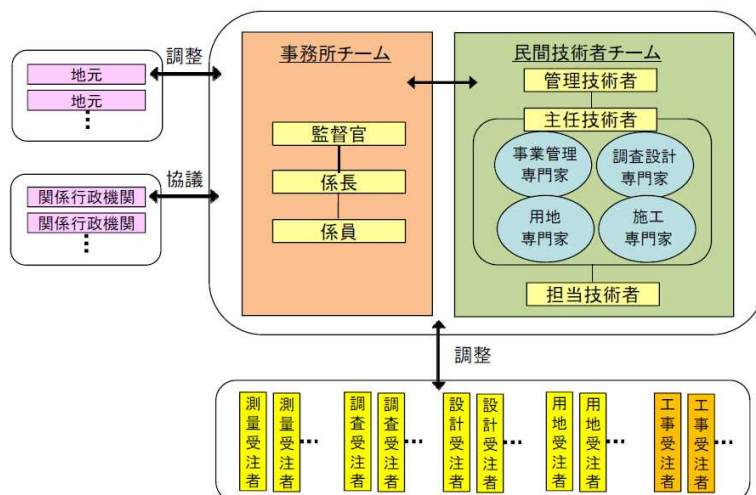 事務所チーム
監督官
係長
係員
民間技術者チーム
管理技術者
主任技術者
事業管理
専門家
調査設計
専門家
用地
専門家
施工
専門家
担当技術者
調整
地元
地元
協議
関係行政機関
関係行政機関
調整
測量受注者
測量受注者
調査受注者
調査受注者
設計受注者
設計受注者
用地受注者
用地受注者
工事受注者
工事受注者